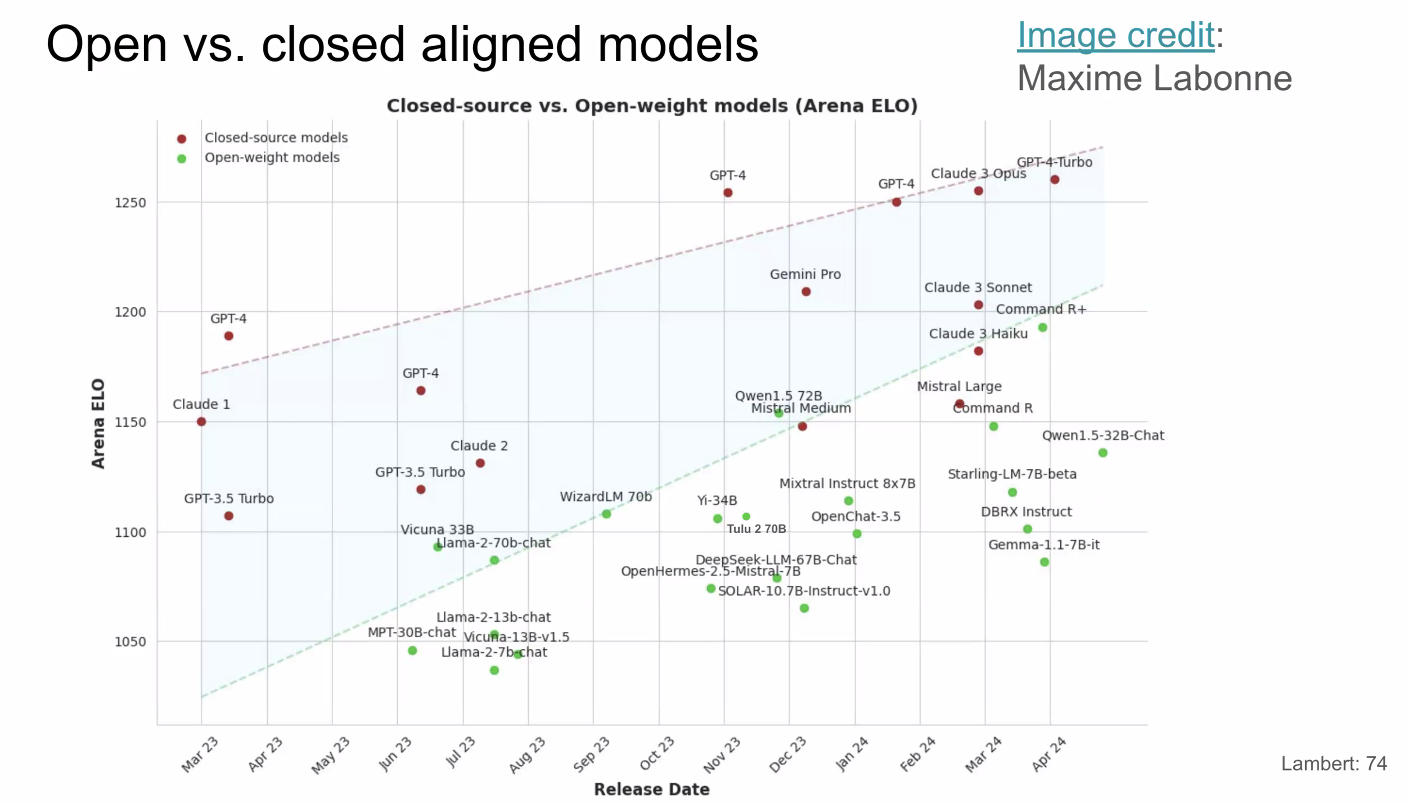 Open vs. closed aligned models
Image credit:
Maxime Labonne
Closed-source vs. Open-weight models (Arena ELO)
Closed-source models
Open-weight models
GPT-4-Turbo
Claude 3 Opus
GPT-4
GPT-4
1250
Gemini Pro
Claude 3 Sonnet
Command R+
1200
GPT-4
Claude 3 Haiku
GPT-4
Mistral Large
Qwen1.5 72B
Claude 1
Mistral Medium
Command R
1150
Qwen1.5-32B-Chat
Claude 2
GPT-3.5 Turbo
Starling-LM-7B-beta
Mixtral Instruct 8x7B
GPT-3.5 Turbo
WizardLM 70b
Yi-34B
DBRX Instruct
OpenChat-3.5
Tulu 2 70B
Vicuna 33B
1100
Llama-2-70b-chat
Gemma-1.1-7B-it
DeepSeek-LLM-67B-Chat
OpenHermes-2.5-Mistral-7B
SOLAR-10.7B-Instruct-v1.0
Llama-2-13b-chat
MPT-30B-chat
Vicuna-13B-v1.5
1050
Llama-2-7b-chat
Arena ELO
Mar 23
Apr 23
May 23
Jun 23
Jul 23
Aug 23
Sep 23
Oct 23
Nov 23
Dec 23
Jan 24
Feb 24
Mar 24
Apr 24
Release Date
Lambert: 74